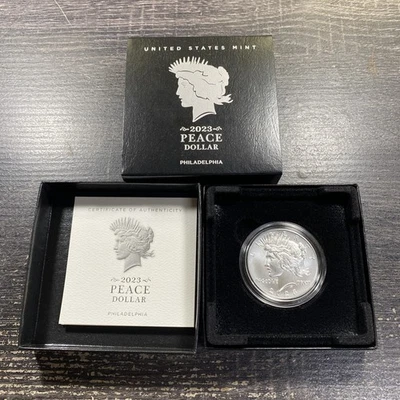 UNITED STATES MINT
2023
PEACE
DOLLAR
PHILADELPHIA
CERTIFICATE OF AUTHENTICITY
2023
PEACE
DOLLAR
PHILADELPHIA